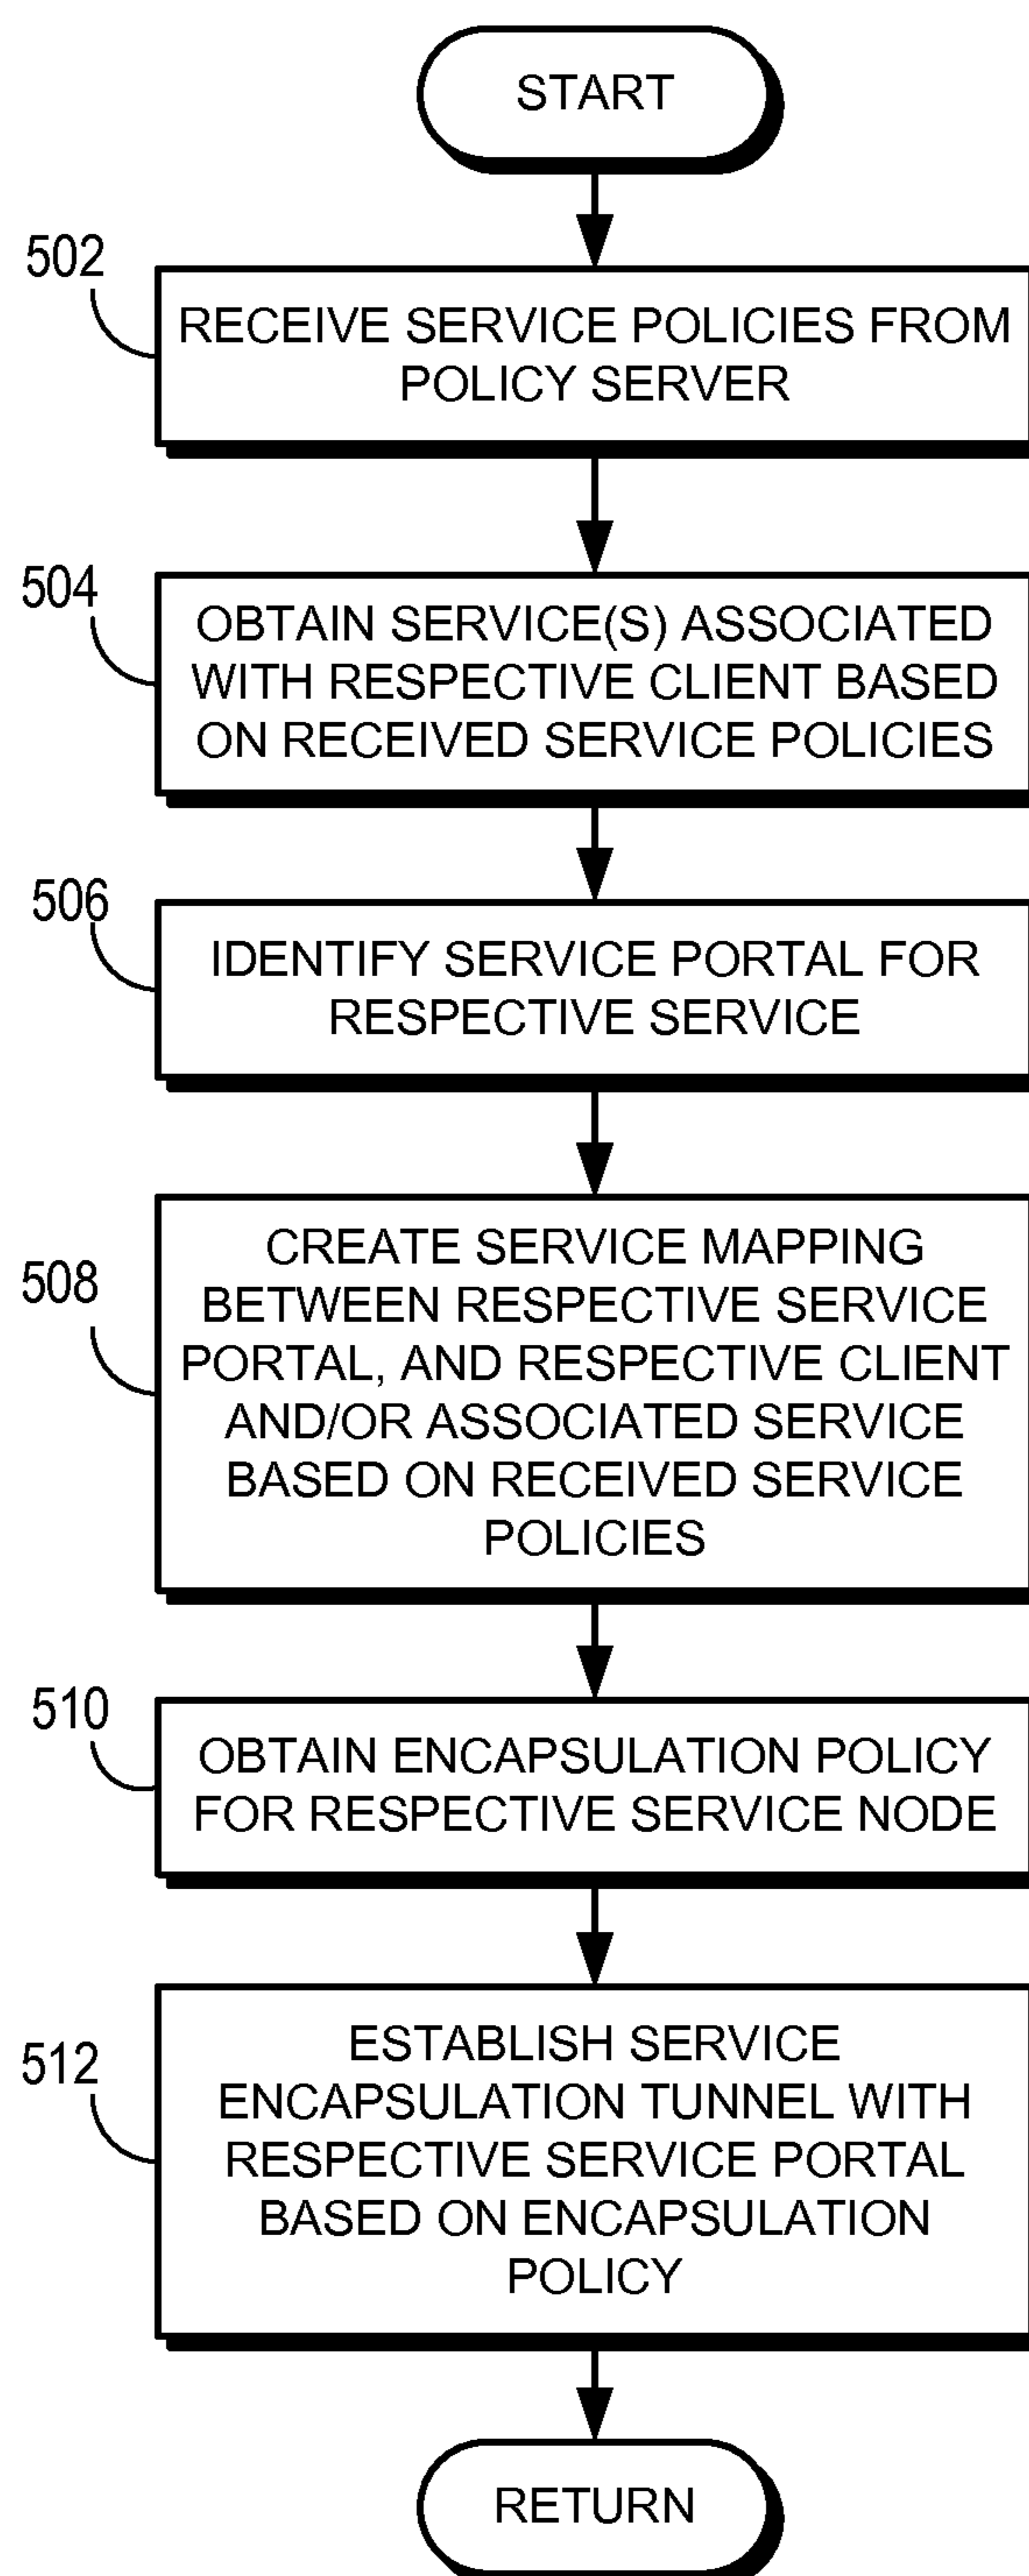 START
502
RECEIVE SERVICE POLICIES FROM
POLICY SERVER
504
OBTAIN SERVICE(S) ASSOCIATED
WITH RESPECTIVE CLIENT BASED
ON RECEIVED SERVICE POLICIES
506
IDENTIFY SERVICE PORTAL FOR
RESPECTIVE SERVICE
508
CREATE SERVICE MAPPING
BETWEEN RESPECTIVE SERVICE
PORTAL, AND RESPECTIVE CLIENT
AND/OR ASSOCIATED SERVICE
BASED ON RECEIVED SERVICE
POLICIES
510
OBTAIN ENCAPSULATION POLICY
FOR RESPECTIVE SERVICE NODE
512
ESTABLISH SERVICE
ENCAPSULATION TUNNEL WITH
RESPECTIVE SERVICE PORTAL
BASED ON ENCAPSULATION
POLICY
RETURN